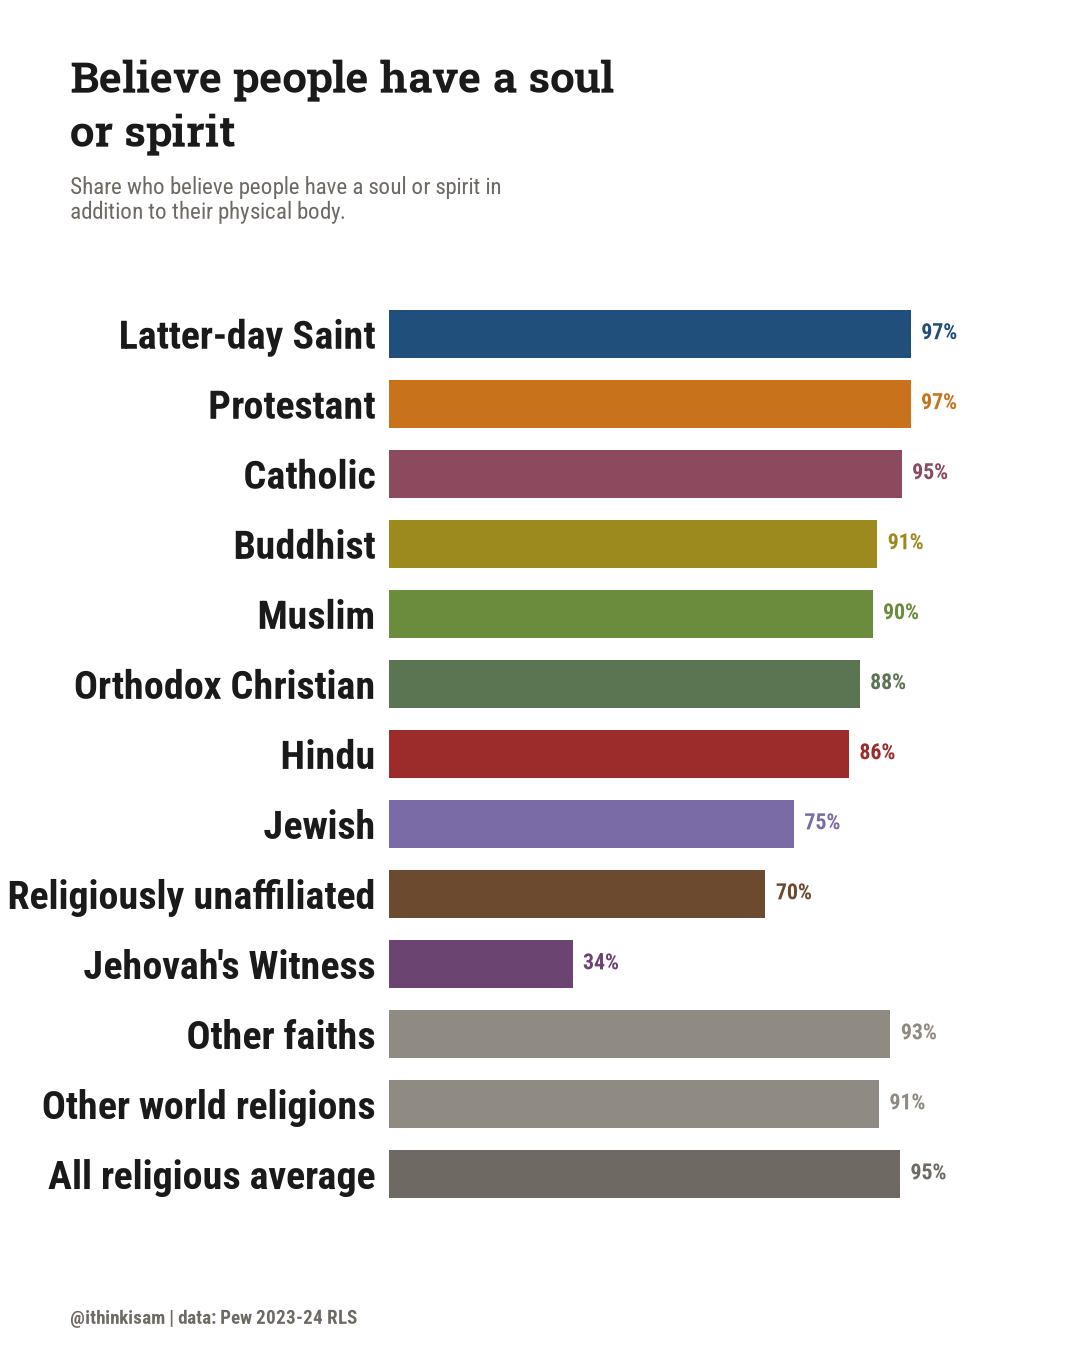 Believe people have a soul
or spirit
Share who believe people have a soul or spirit in
addition to their physical body.
Latter-day Saint 97%
Protestant 97%
Catholic 95%
Buddhist 91%
Muslim 90%
Orthodox Christian 88%
Hindu 86%
Jewish 75%
Religiously unaffiliated 70%
Jehovah's Witness 34%
Other faiths 93%
Other world religions 91%
All religious average 95%
@ithinkisam | data: Pew 2023-24 RLS